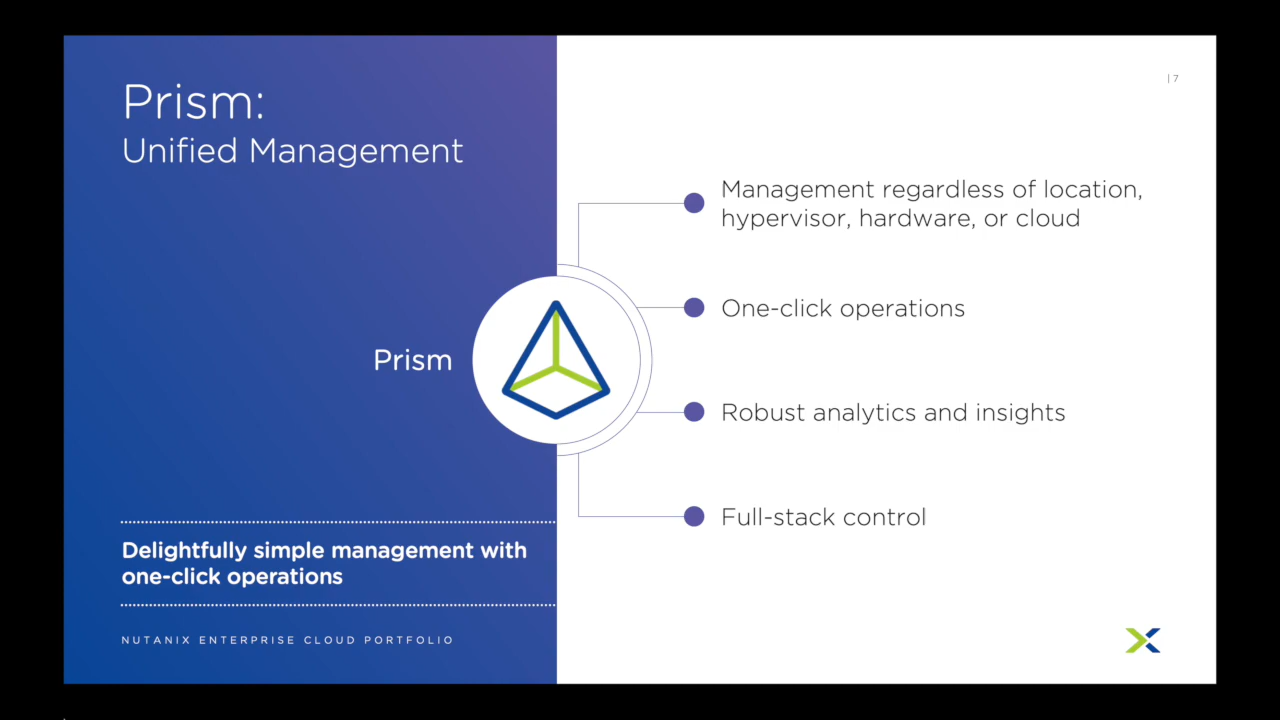 Prism:
Unified Management
| 7
Management regardless of location,
hypervisor, hardware, or cloud
One-click operations
Prism
Robust analytics and insights
Full-stack control
Delightfully simple management with
one-click operations
NUTANIX ENTERPRISE CLOUD PORTFOLIO